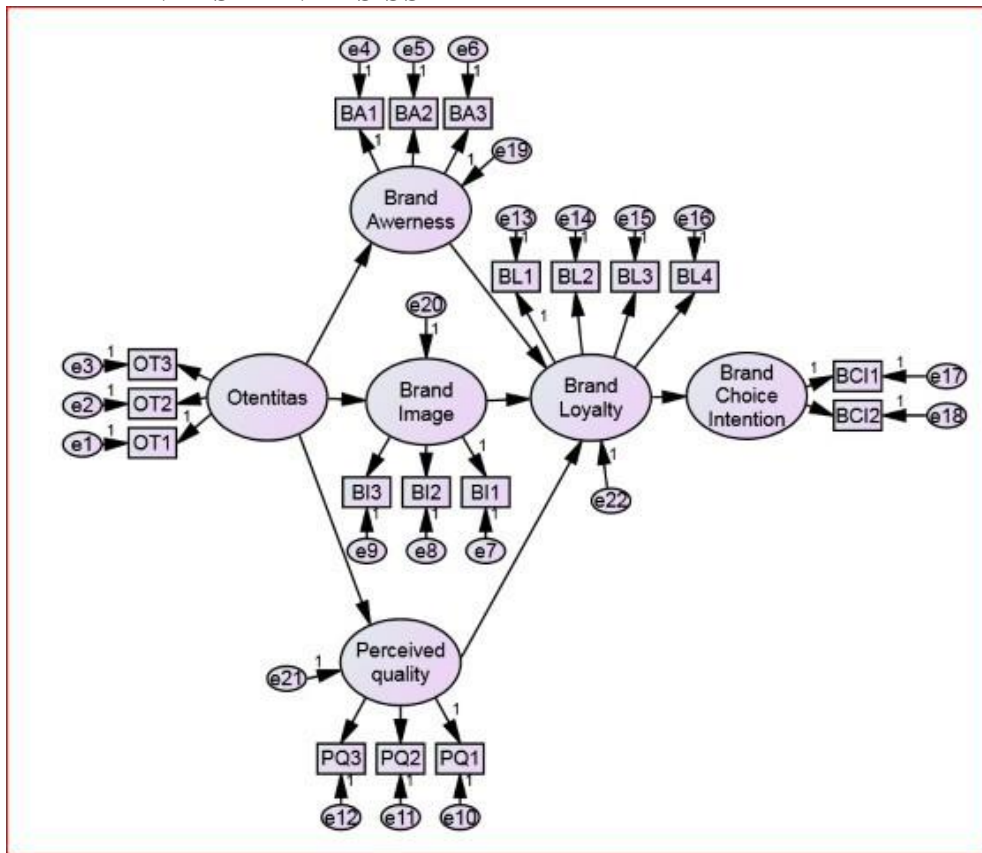 e4 e5 e6
1 1 1
BA1 BA2 BA3
1
e19
1
Brand
Awerness
e13 e14 e15 e16
1 1 1 1
BL1 BL2 BL3 BL4
1
e20
1
e3 1 OT3
e2 1 OT2
e1 1 OT1
1
Otentitas
Brand
Image
Brand
Loyalty
Brand
Choice
Intention
1 BCI1 1 e17
BCI2 1 e18
1
BI3 BI2 BI1
1 1 1
e9 e8 e7
1
e22
Perceived
quality
e21 1
1
PQ3 PQ2 PQ1
1 1 1
e12 e11 e10